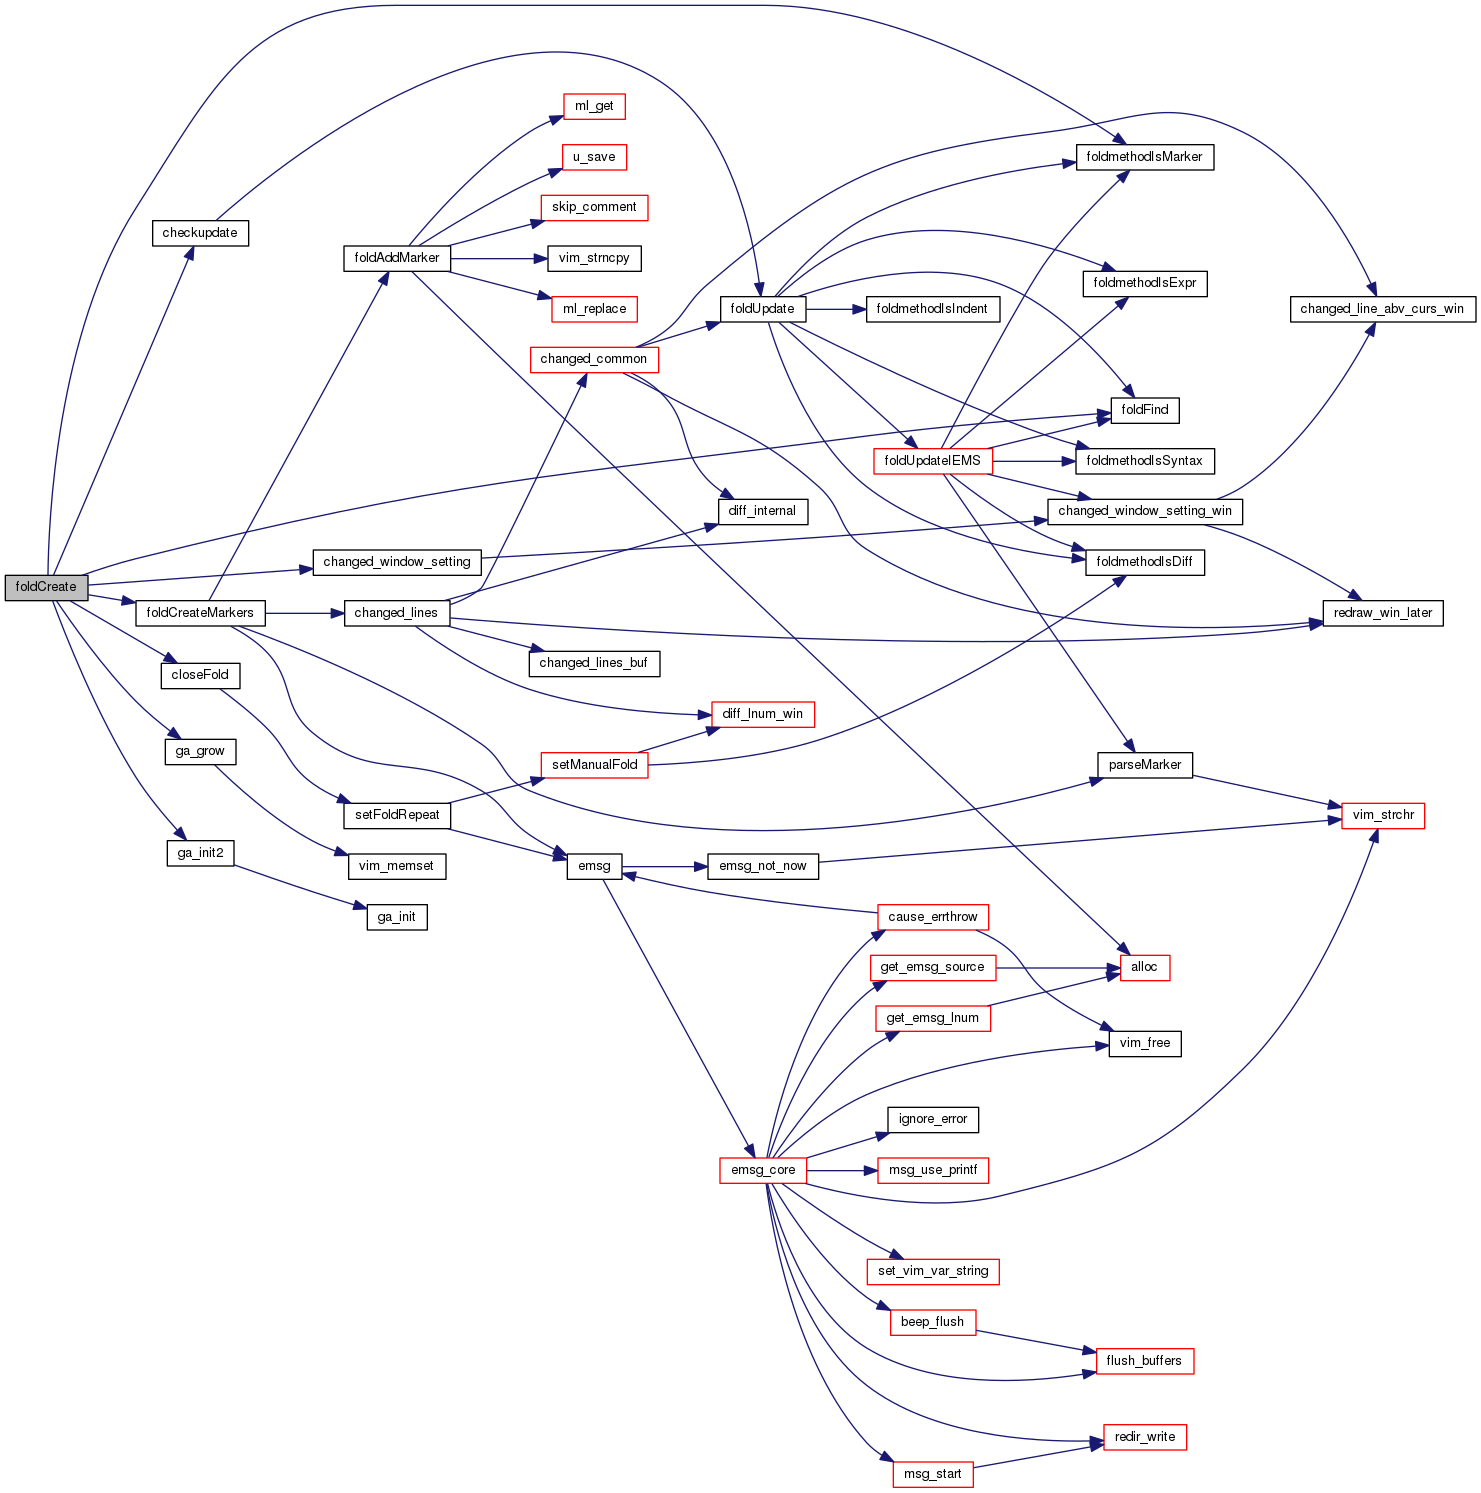 ml_get
u_save
foldmethodIsMarker
skip_comment
checkupdate
foldAddMarker
vim_strncpy
foldmethodIsExpr
ml_replace
foldUpdate
foldmethodIsIndent
changed_line_abv_curs_win
changed_common
foldFind
foldUpdateIEMS
foldmethodIsSyntax
diff_internal
changed_window_setting_win
changed_window_setting
foldmethodIsDiff
foldCreate
foldCreateMarkers
changed_lines
redraw_win_later
closeFold
changed_lines_buf
diff_lnum_win
ga_grow
setManualFold
parseMarker
setFoldRepeat
vim_strchr
ga_init2
vim_memset
emsg
emsg_not_now
ga_init
cause_errthrow
get_emsg_source
alloc
get_emsg_lnum
vim_free
ignore_error
emsg_core
msg_use_printf
set_vim_var_string
beep_flush
flush_buffers
redir_write
msg_start